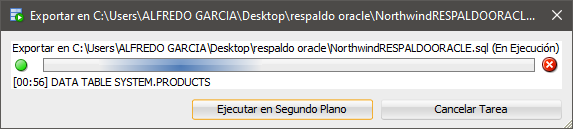 Exportar en C:\Users\ALFREDO GARCIA\Desktop\respaldo oracle\NorthwindRESPALDOORACLE...
Exportar en C:\Users\ALFREDO GARCIA\Desktop\respaldo oracle\NorthwindRESPALDOORACLE.sql (En Ejecución)
[00:56] DATA TABLE SYSTEM.PRODUCTS
Ejecutar en Segundo Plano
Cancelar Tarea